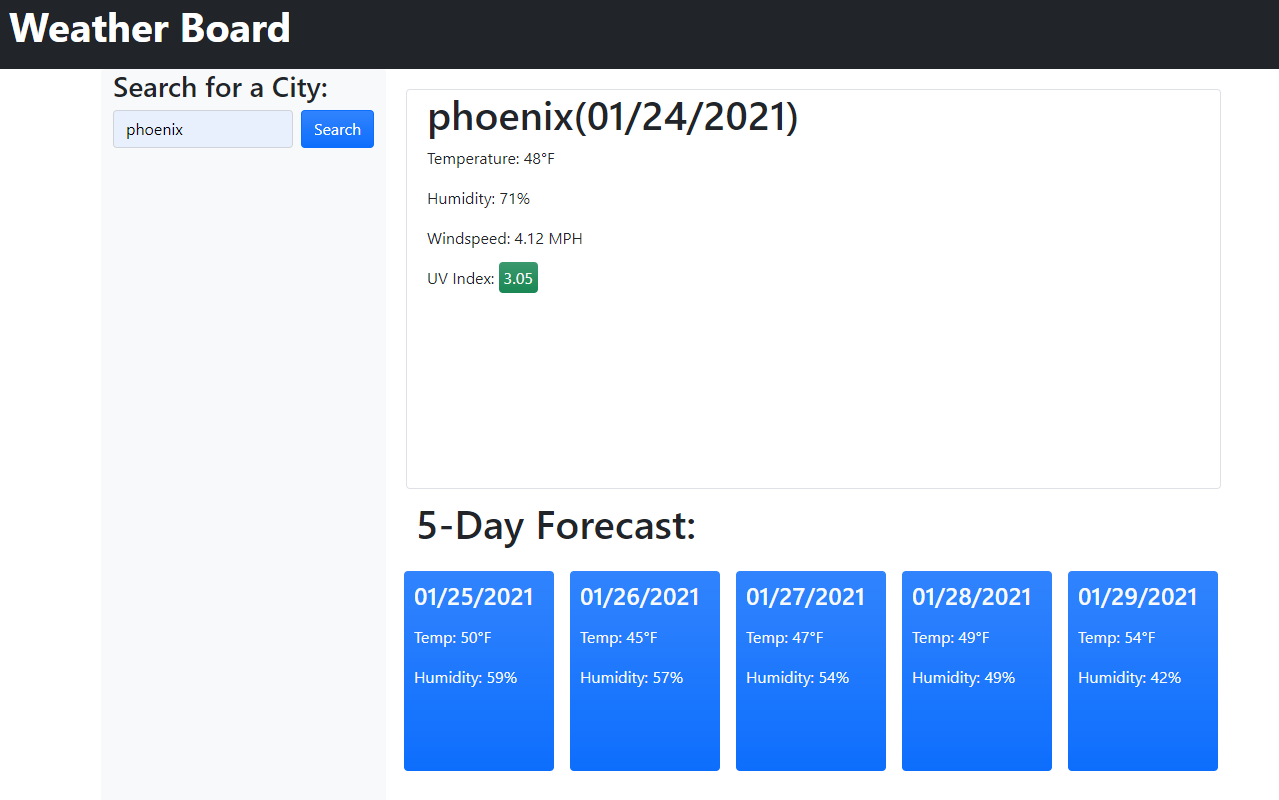 Weather Board
Search for a City:
phoenix
Search
phoenix(01/24/2021)
Temperature: 48°F
Humidity: 71%
Windspeed: 4.12 MPH
UV Index: 3.05
5-Day Forecast:
01/25/2021
Temp: 50°F
Humidity: 59%
01/26/2021
Temp: 45°F
Humidity: 57%
01/27/2021
Temp: 47°F
Humidity: 54%
01/28/2021
Temp: 49°F
Humidity: 49%
01/29/2021
Temp: 54°F
Humidity: 42%